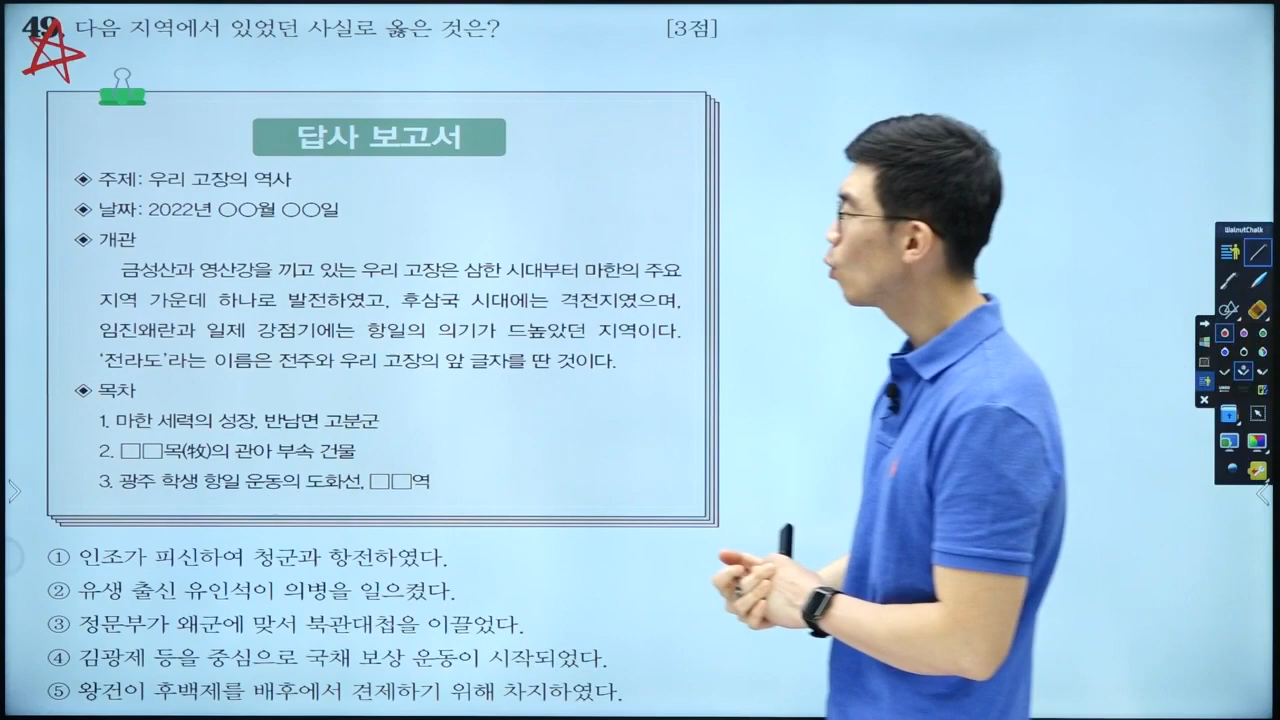 49. 다음 지역에서 있었던 사실로 옳은 것은? [3점]
답사 보고서
◈ 주제: 우리 고장의 역사
◈ 날짜: 2022년 ○○월 ○○일
◈ 개관
금성산과 영산강을 끼고 있는 우리 고장은 삼한 시대부터 마한의 주요
지역 가운데 하나로 발전하였고, 후삼국 시대에는 격전지였으며,
임진왜란과 일제 강점기에는 항일의 의기가 드높았던 지역이다.
'전라도'라는 이름은 전주와 우리 고장의 앞 글자를 딴 것이다.
◈ 목차
1. 마한 세력의 성장, 반남면 고분군
2. □□목(牧)의 관아 부속 건물
3. 광주 학생 항일 운동의 도화선, □□역
① 인조가 피신하여 청군과 항전하였다.
② 유생 출신 유인석이 의병을 일으켰다.
③ 정문부가 왜군에 맞서 북관대첩을 이끌었다.
④ 김광제 등을 중심으로 국채 보상 운동이 시작되었다.
⑤ 왕건이 후백제를 배후에서 견제하기 위해 차지하였다.
WalnutChalk